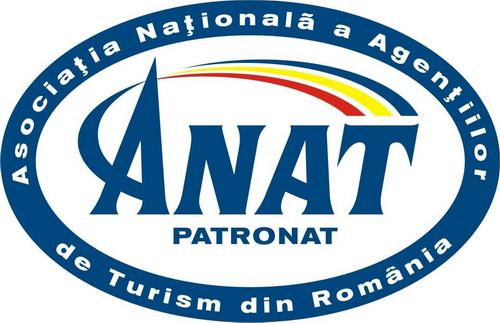 Asociaţia Naţională a Agenţiilor
ANAT
PATRONAT
de Turism din România